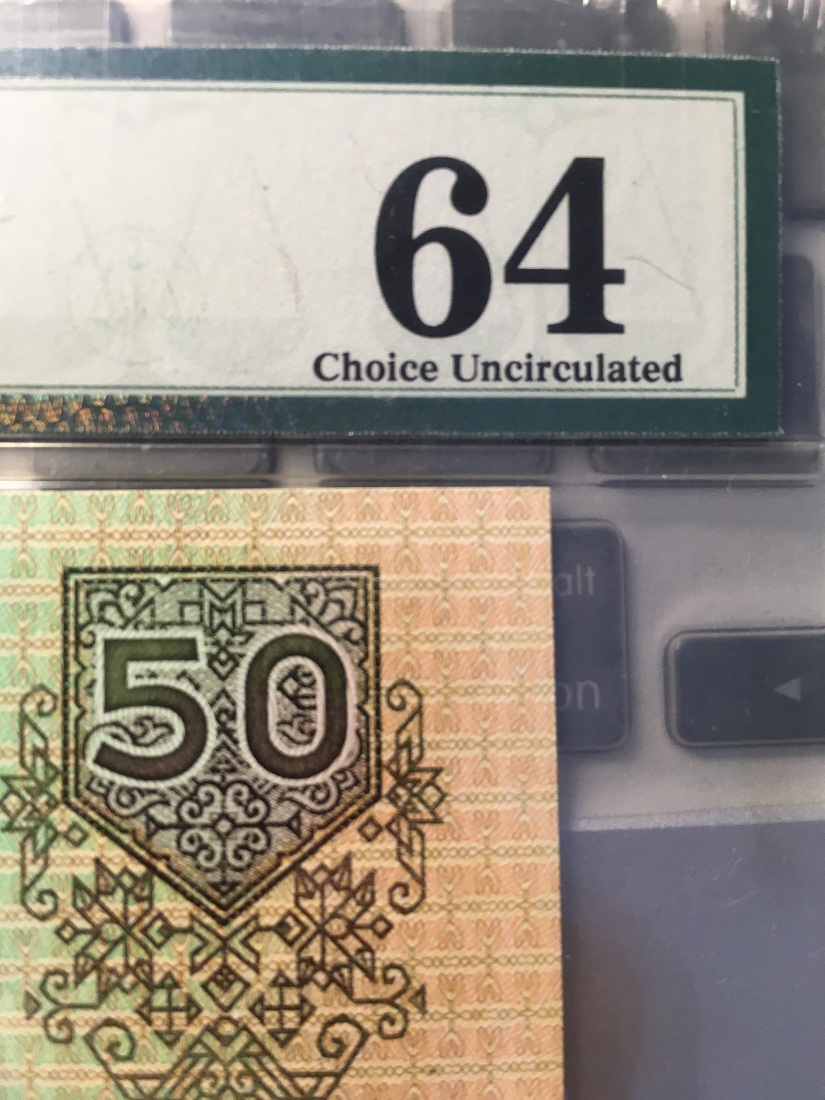 64
Choice Uncirculated
50
alt
on
◄